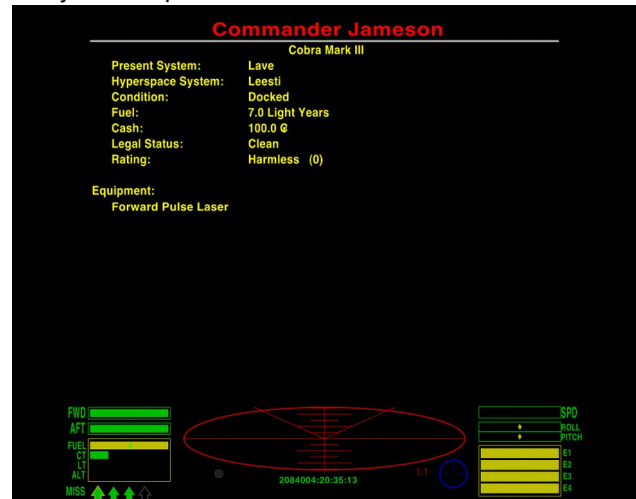 Commander Jameson
Cobra Mark III
Present System: Lave
Hyperspace System: Leesti
Condition: Docked
Fuel: 7.0 Light Years
Cash: 100.0 ₢
Legal Status: Clean
Rating: Harmless (0)
Equipment:
Forward Pulse Laser
FWD
AFT
FUEL
CT
LT
ALT
MISS
2084004:20:35:13
1:1
SPD
ROLL
PITCH
E1
E2
E3
E4